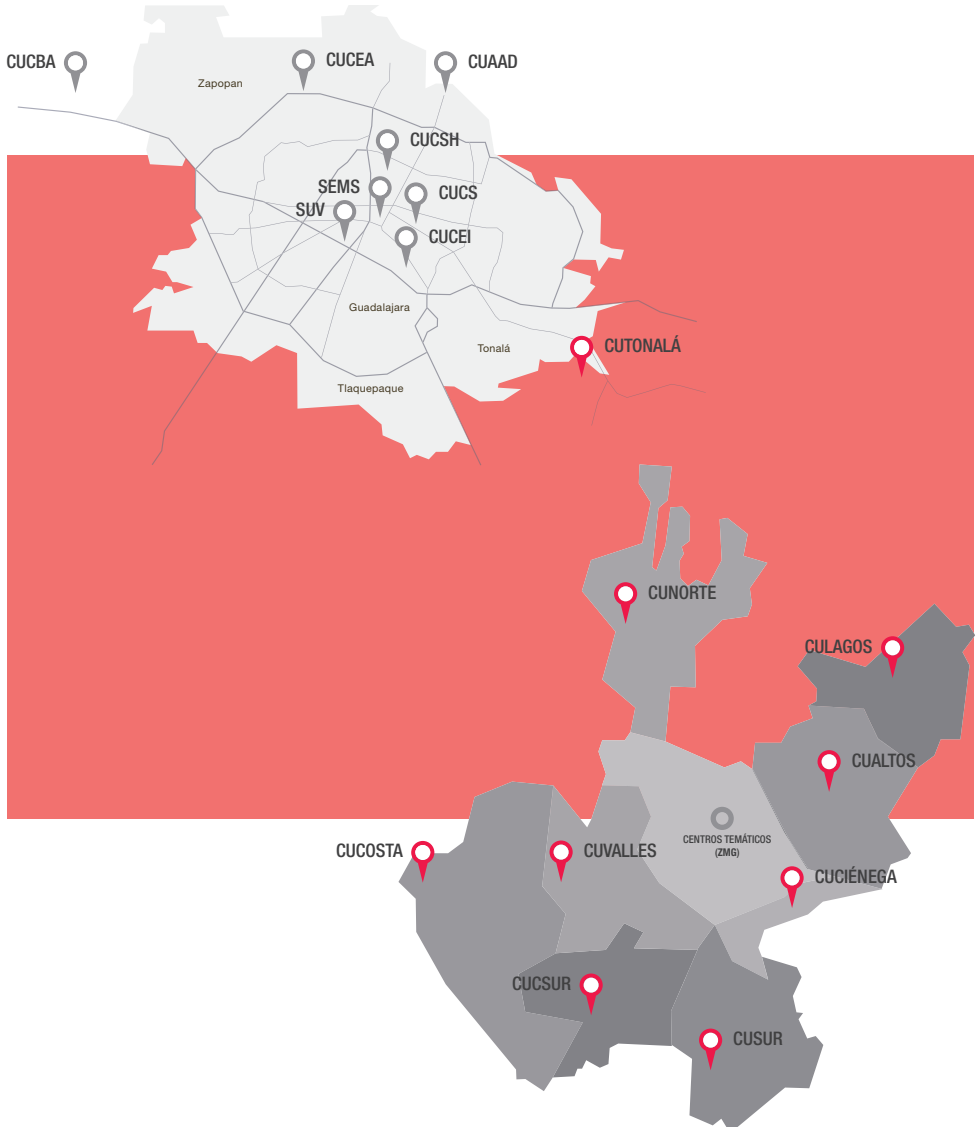 CUCBA
CUCEA
CUAAD
Zapopan
CUCSH
SEMS
CUCS
SUV
CUCEI
Guadalajara
CUTONALÁ
Tonalá
Tlaquepaque
CUNORTE
CULAGOS
CUALTOS
CENTROS TEMÁTICOS
(ZMG)
CUCOSTA
CUVALLES
CUCIÉNEGA
CUCSUR
CUSUR